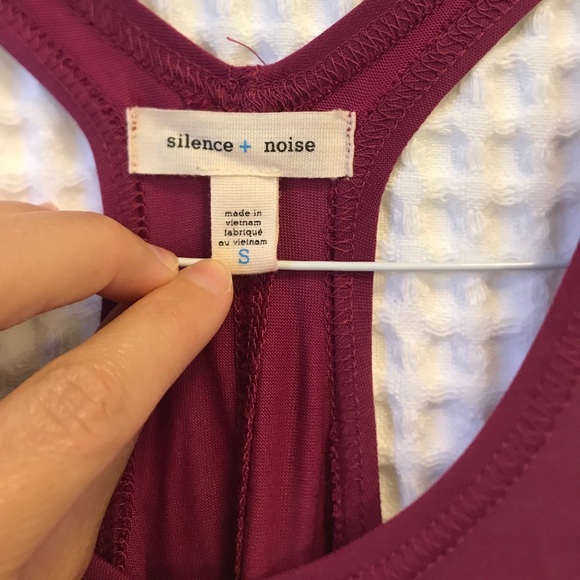 silence + noise
made in
vietnam
fabriqué
au vietnam
S